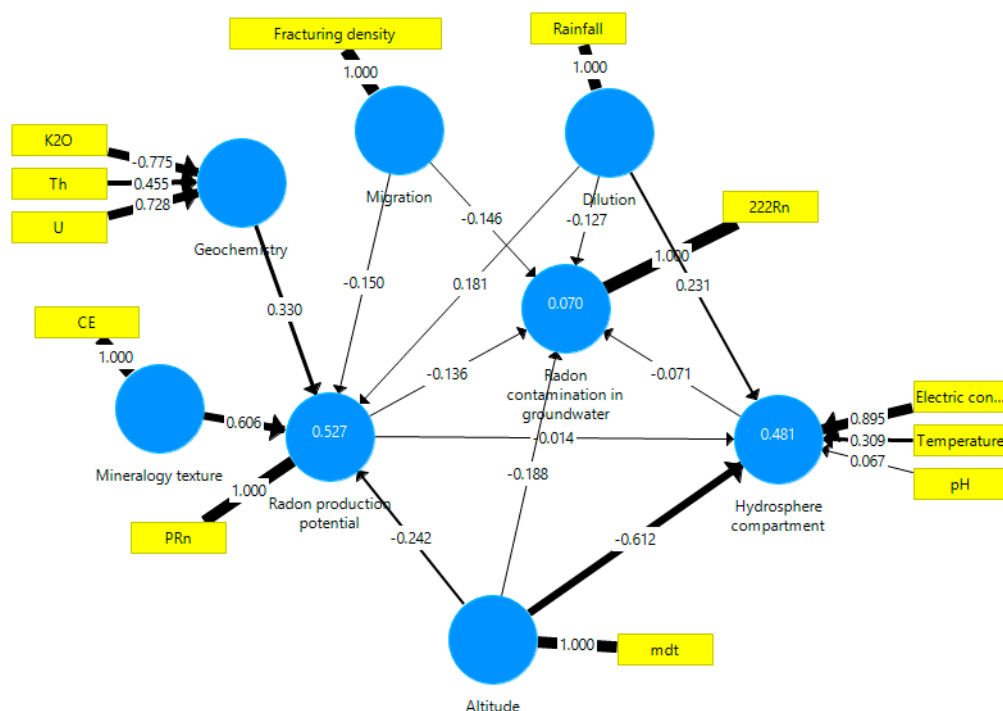 Fracturing density
Rainfall
1.000
1.000
K2O
-0.775
Th
0.455
U
0.728
Migration
Dilution
222Rn
Geochemistry
-0.146
-0.127
1.000
-0.150
0.181
0.231
0.070
0.330
CE
1.000
Radon
contamination in
groundwater
-0.136
-0.071
Electric con...
0.895
0.606
0.527
-0.014
0.481
0.309
Temperature
0.067
pH
Mineralogy texture
-0.188
1.000
Radon production
potential
Hydrosphere
compartment
PRn
-0.242
-0.612
1.000
mdt
Altitude